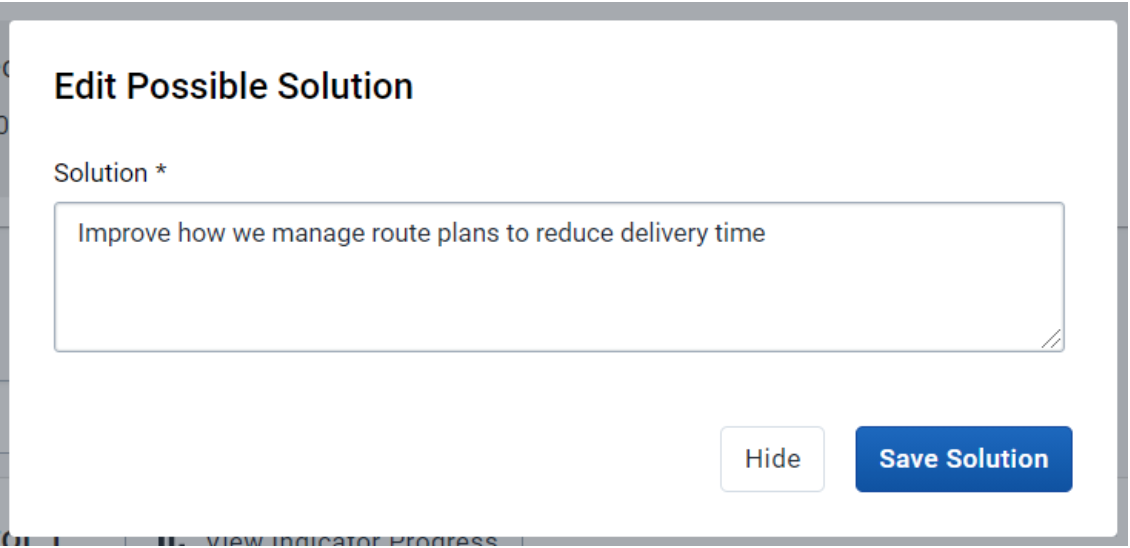 Edit Possible Solution
Solution *
Improve how we manage route plans to reduce delivery time
Hide
Save Solution
View Indicator Progress